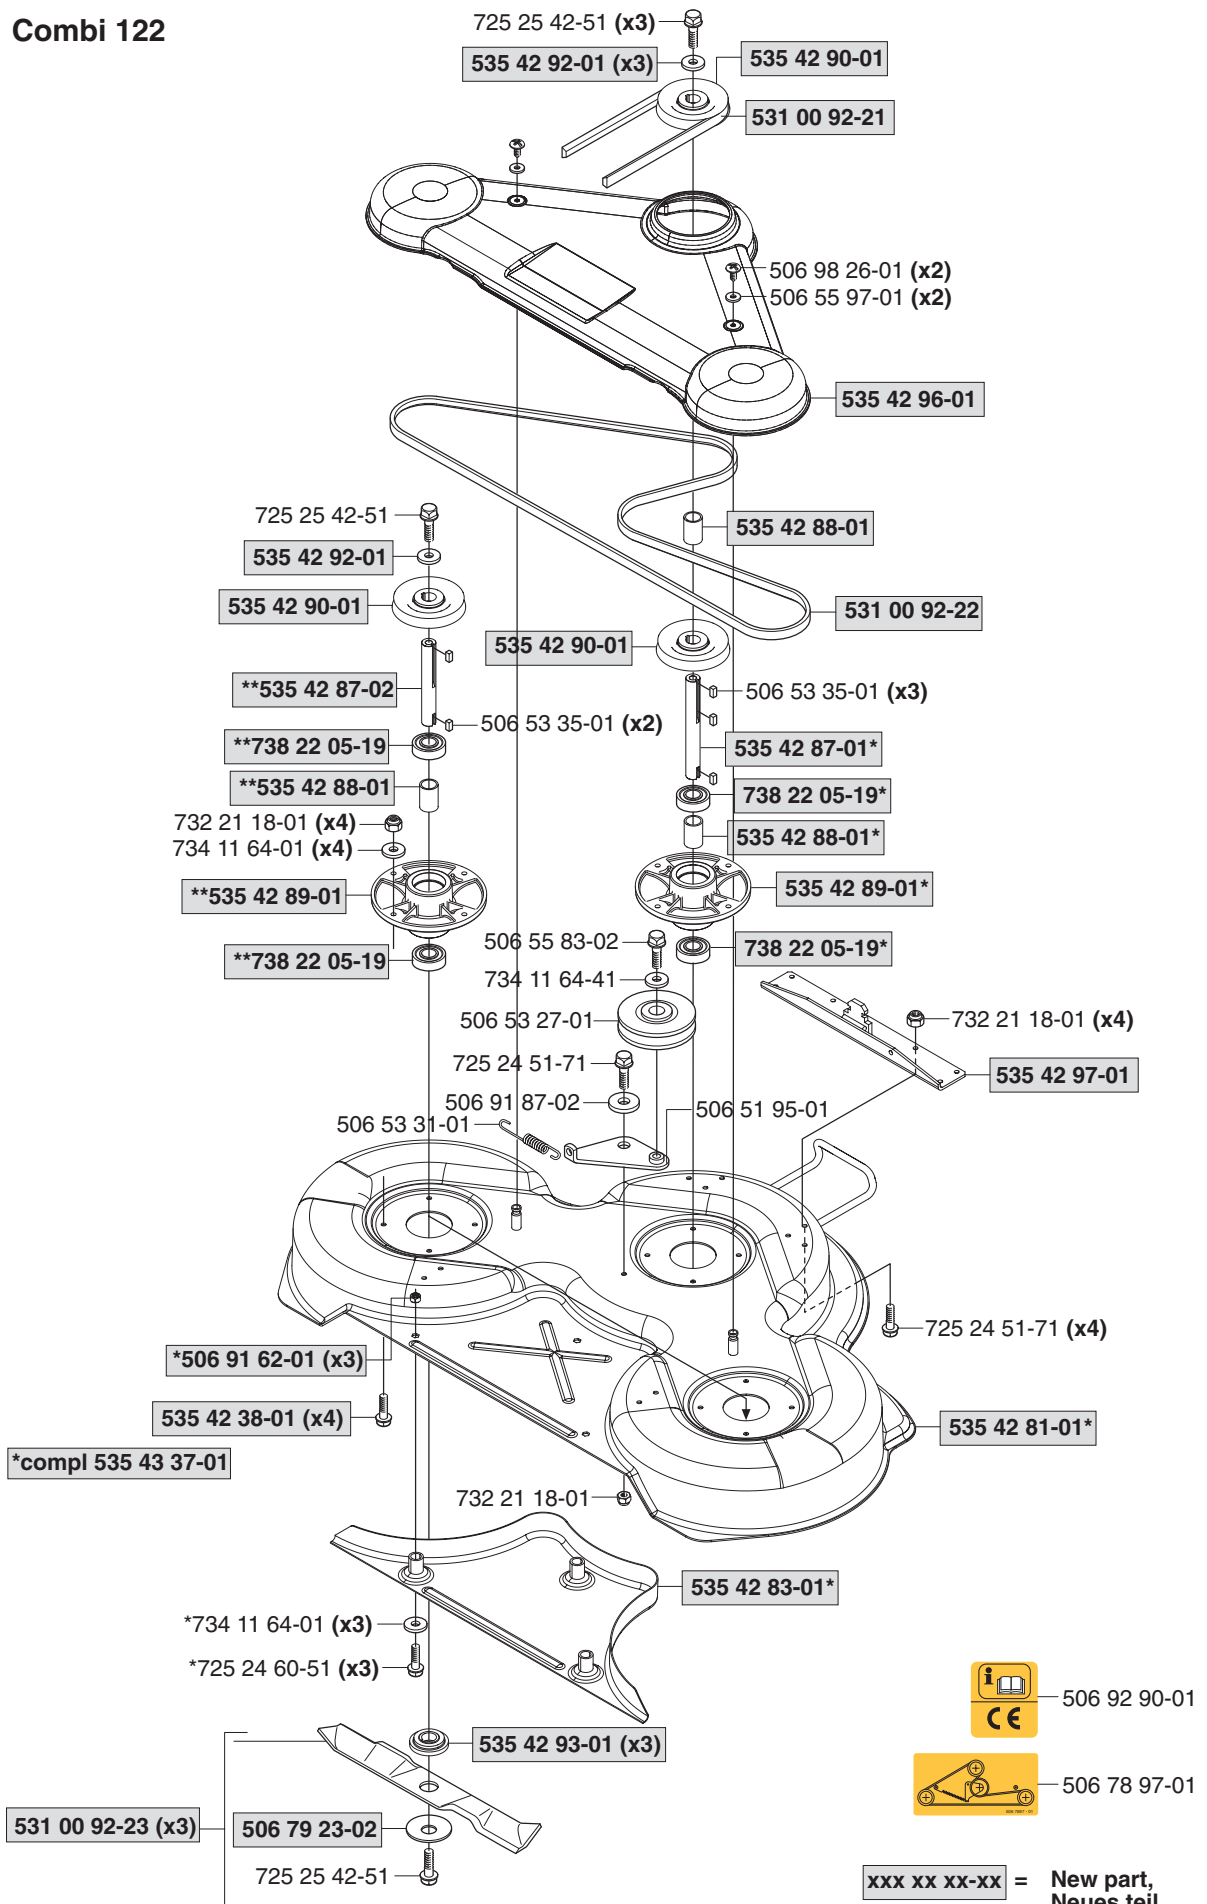 Combi 122
725 25 42-51 (x3)
535 42 92-01 (x3)
535 42 90-01
531 00 92-21
506 98 26-01 (x2)
506 55 97-01 (x2)
535 42 96-01
725 25 42-51
535 42 92-01
535 42 90-01
535 42 88-01
531 00 92-22
535 42 90-01
**535 42 87-02
506 53 35-01 (x2)
506 53 35-01 (x3)
**738 22 05-19
535 42 87-01*
**535 42 88-01
738 22 05-19*
732 21 18-01 (x4)
734 11 64-01 (x4)
535 42 88-01*
**535 42 89-01
535 42 89-01*
**738 22 05-19
506 55 83-02
738 22 05-19*
734 11 64-41
506 53 27-01
732 21 18-01 (x4)
725 24 51-71
535 42 97-01
506 91 87-02
506 51 95-01
506 53 31-01
725 24 51-71 (x4)
*506 91 62-01 (x3)
535 42 38-01 (x4)
535 42 81-01*
*compl 535 43 37-01
732 21 18-01
535 42 83-01*
*734 11 64-01 (x3)
*725 24 60-51 (x3)
i
CE
506 92 90-01
535 42 93-01 (x3)
506 78 97-01
531 00 92-23 (x3)
506 79 23-02
725 25 42-51
xxx xx xx-xx = New part,
Neues teil